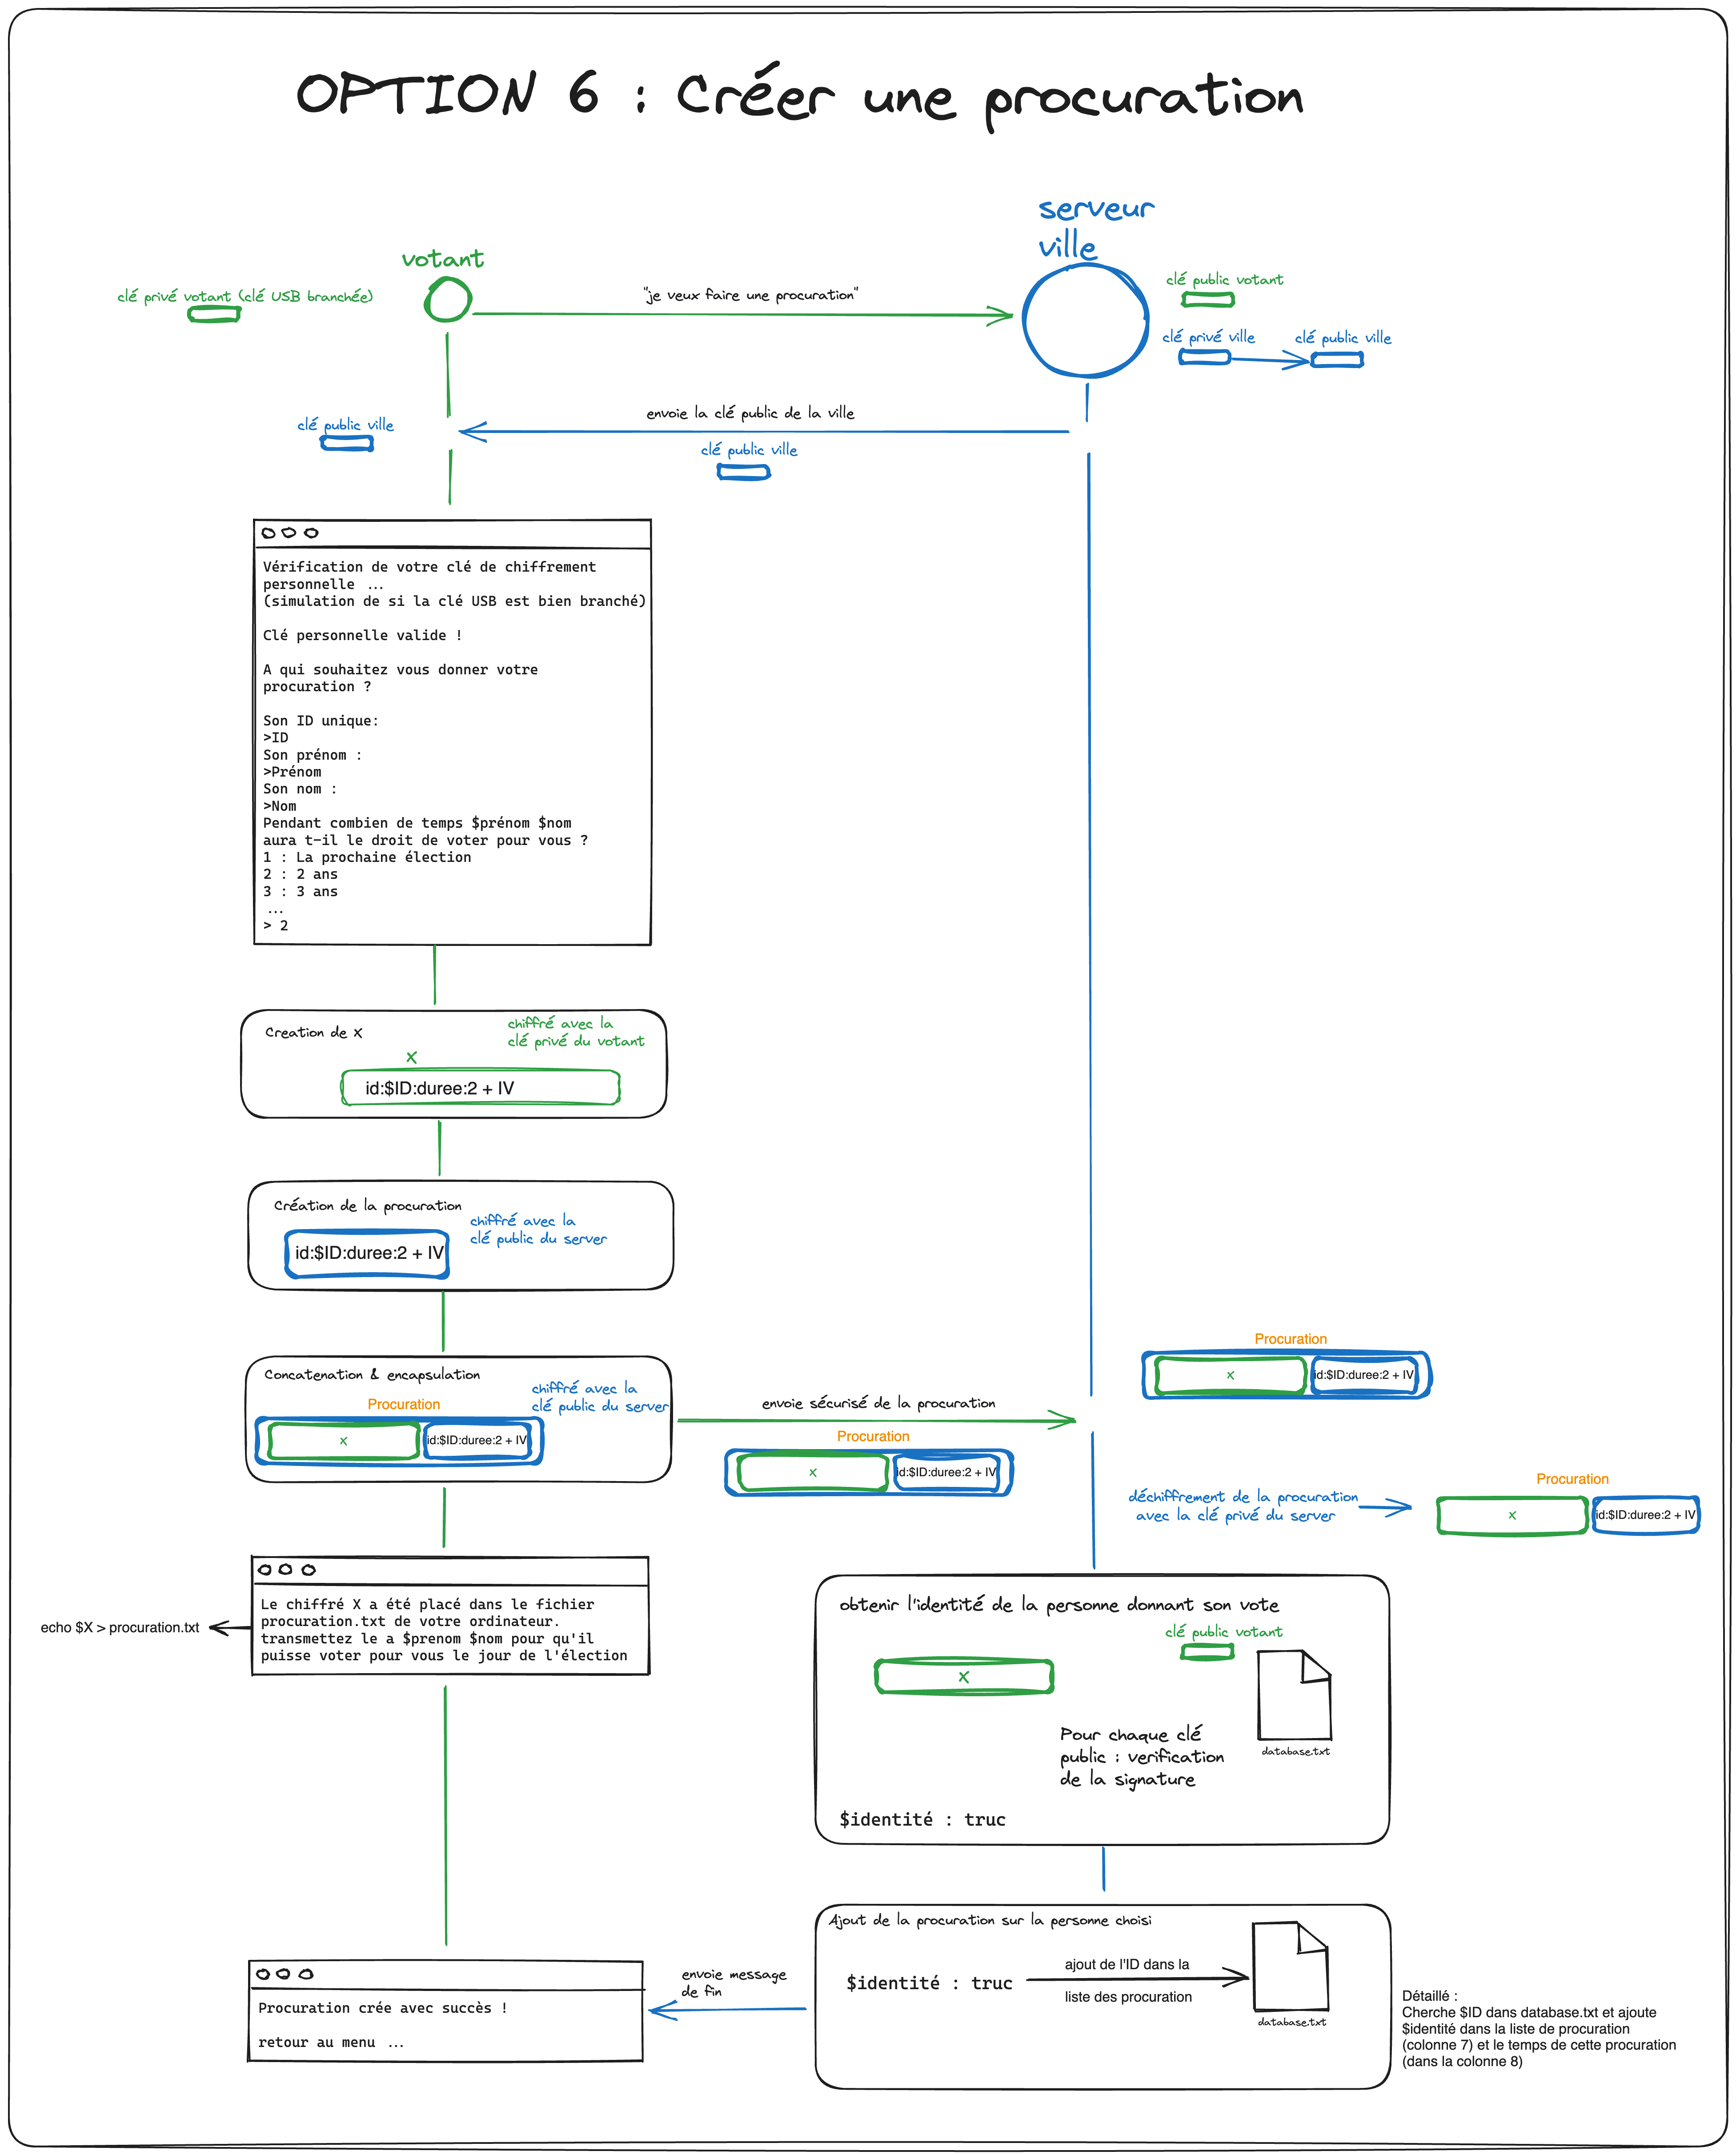 OPTION 6 : Créer une procuration
serveur
ville
votant
clé privé votant (clé USB branchée)
"je veux faire une procuration"
clé public votant
clé privé ville
clé public ville
envoie la clé public de la ville
clé public ville
clé public ville
Vérification de votre clé de chiffrement
personnelle ...
(simulation de si la clé USB est bien branché)
Clé personnelle valide !
A qui souhaitez vous donner votre
procuration ?
Son ID unique:
>ID
Son prénom :
>Prénom
Son nom :
>Nom
Pendant combien de temps $prénom $nom
aura t-il le droit de voter pour vous ?
1 : La prochaine élection
2 : 2 ans
3 : 3 ans
...
> 2
Creation de X
chiffré avec la
clé privé du votant
X
id:$ID:duree:2 + IV
Création de la procuration
chiffré avec la
clé public du server
id:$ID:duree:2 + IV
Concatenation & encapsulation
chiffré avec la
clé public du server
Procuration
X
id:$ID:duree:2 + IV
envoie sécurisé de la procuration
Procuration
X
id:$ID:duree:2 + IV
Procuration
X
id:$ID:duree:2 + IV
déchiffrement de la procuration
avec la clé privé du server
Procuration
X
id:$ID:duree:2 + IV
echo $X > procuration.txt
Le chiffré X a été placé dans le fichier
procuration.txt de votre ordinateur.
transmettez le a $prenom $nom pour qu'il
puisse voter pour vous le jour de l'élection
obtenir l'identité de la personne donnant son vote
clé public votant
X
Pour chaque clé
public : verification
de la signature
database.txt
$identité : truc
Ajout de la procuration sur la personne choisi
$identité : truc
ajout de l'ID dans la
liste des procuration
database.txt
envoie message
de fin
Procuration crée avec succès !
retour au menu ...
Détaillé :
Cherche $ID dans database.txt et ajoute
$identité dans la liste de procuration
(colonne 7) et le temps de cette procuration
(dans la colonne 8)